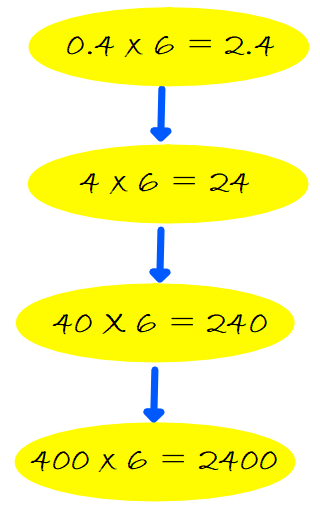 0.4 x 6 = 2.4
4 x 6 = 24
40 X 6 = 240
400 x 6 = 2400